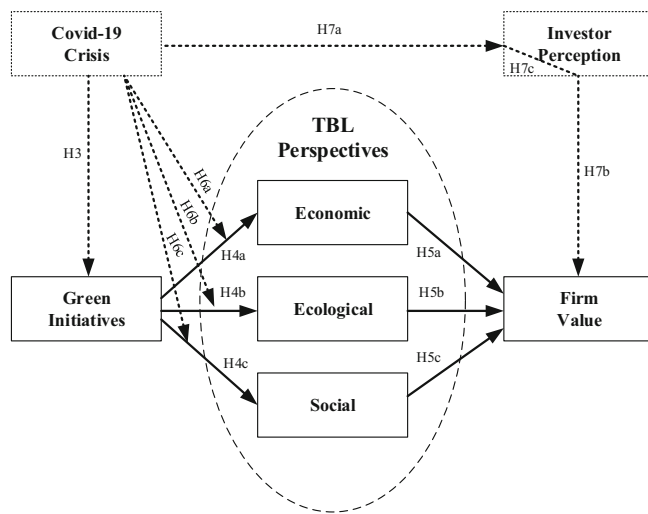 Covid-19
Crisis
H7a
Investor
Perception
H7c
TBL
Perspectives
H3
H6a
H6b
H6c
H7b
Economic
H4a
H5a
Green
Initiatives
H4b
Ecological
H5b
Firm
Value
H4c
H5c
Social